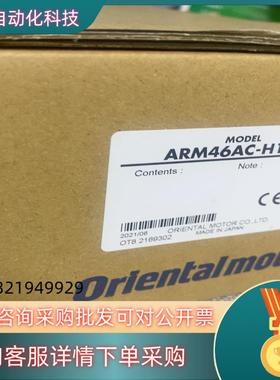 自动化科技
MODEL
ARM46AC-H1
Contents :
Note :
CE
2021/06
ORIENTAL MOTOR CO.,LTD.
OT8 2169302
MADE IN JAPAN
Orientalmo
321949929
咨询采购批发可对公开票
客服详情下单采购